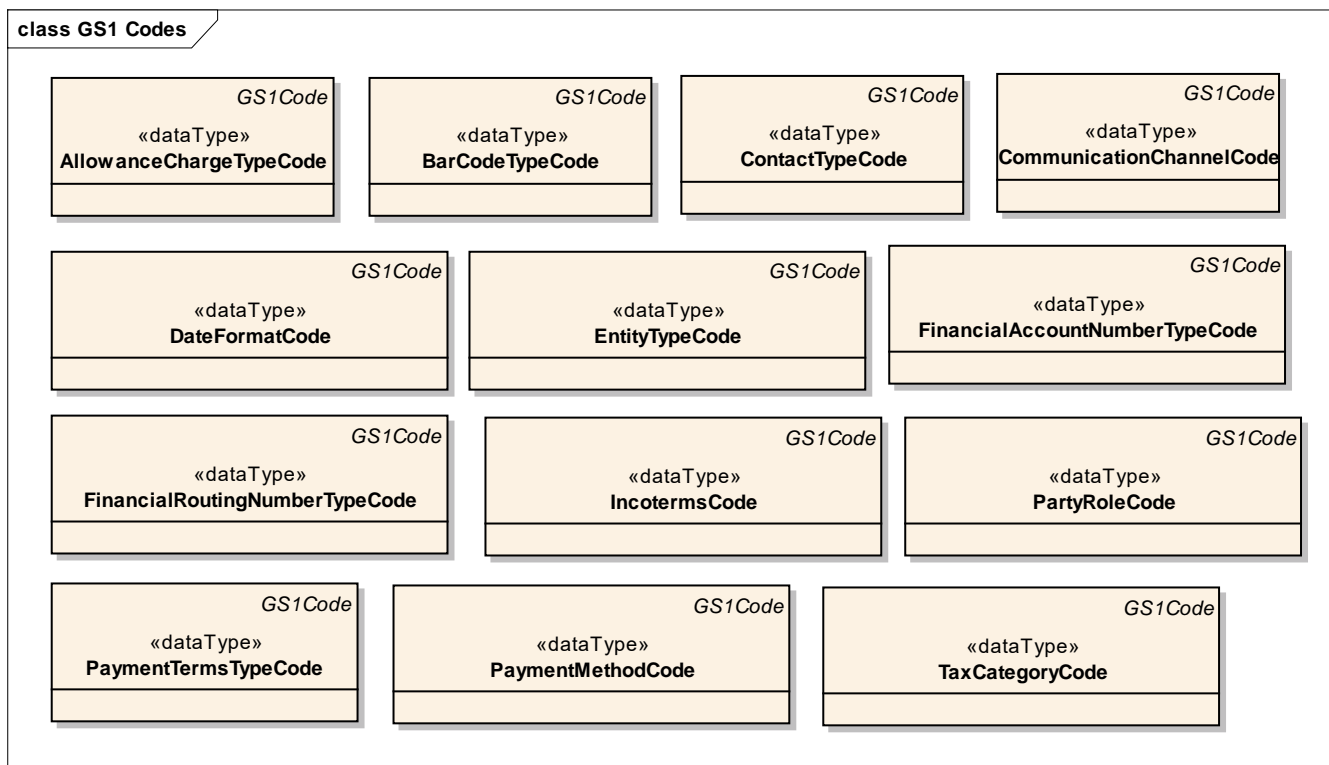 class GS1 Codes
GS1Code
«dataType»
AllowanceChargeTypeCode
GS1Code
«dataType»
BarCodeTypeCode
GS1Code
«dataType»
ContactTypeCode
GS1Code
«dataType»
CommunicationChannelCode
GS1Code
«dataType»
DateFormatCode
GS1Code
«dataType»
EntityTypeCode
GS1Code
«dataType»
FinancialAccountNumberTypeCode
GS1Code
«dataType»
FinancialRoutingNumberTypeCode
GS1Code
«dataType»
IncotermsCode
GS1Code
«dataType»
PartyRoleCode
GS1Code
«dataType»
PaymentTermsTypeCode
GS1Code
«dataType»
PaymentMethodCode
GS1Code
«dataType»
TaxCategoryCode